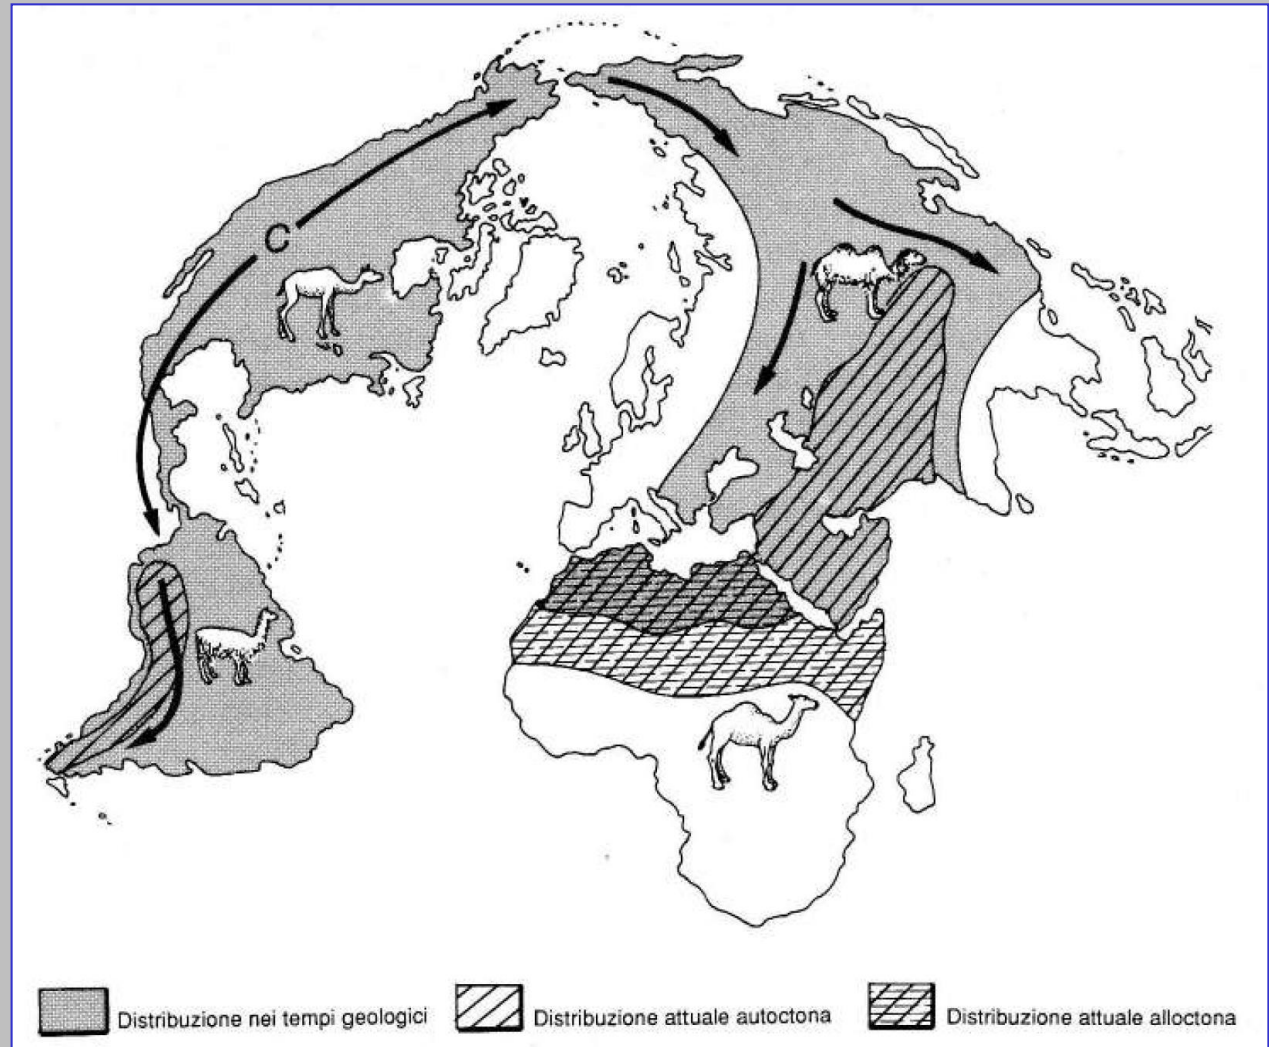 C
Distribuzione nei tempi geologici
Distribuzione attuale autoctona
Distribuzione attuale alloctona